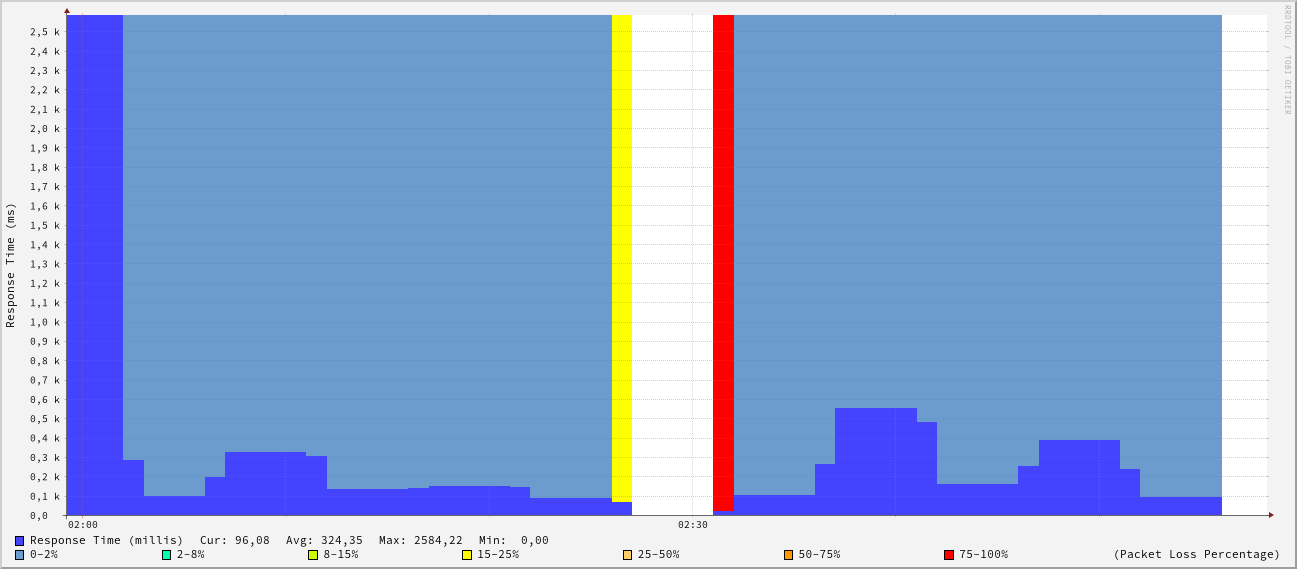 2,5 k
2,4 k
2,3 k
2,2 k
2,1 k
2,0 k
1,9 k
1,8 k
1,7 k
1,6 k
1,5 k
1,4 k
1,3 k
1,2 k
1,1 k
1,0 k
0,9 k
0,8 k
0,7 k
0,6 k
0,5 k
0,4 k
0,3 k
0,2 k
0,1 k
0,0
Response Time (ms)
RRDTOOL / TOBI OETIKER
02:00 02:30
Response Time (millis) Cur: 96,08 Avg: 324,35 Max: 2584,22 Min: 0,00
0-2% 2-8% 8-15% 15-25% 25-50% 50-75% 75-100% (Packet Loss Percentage)